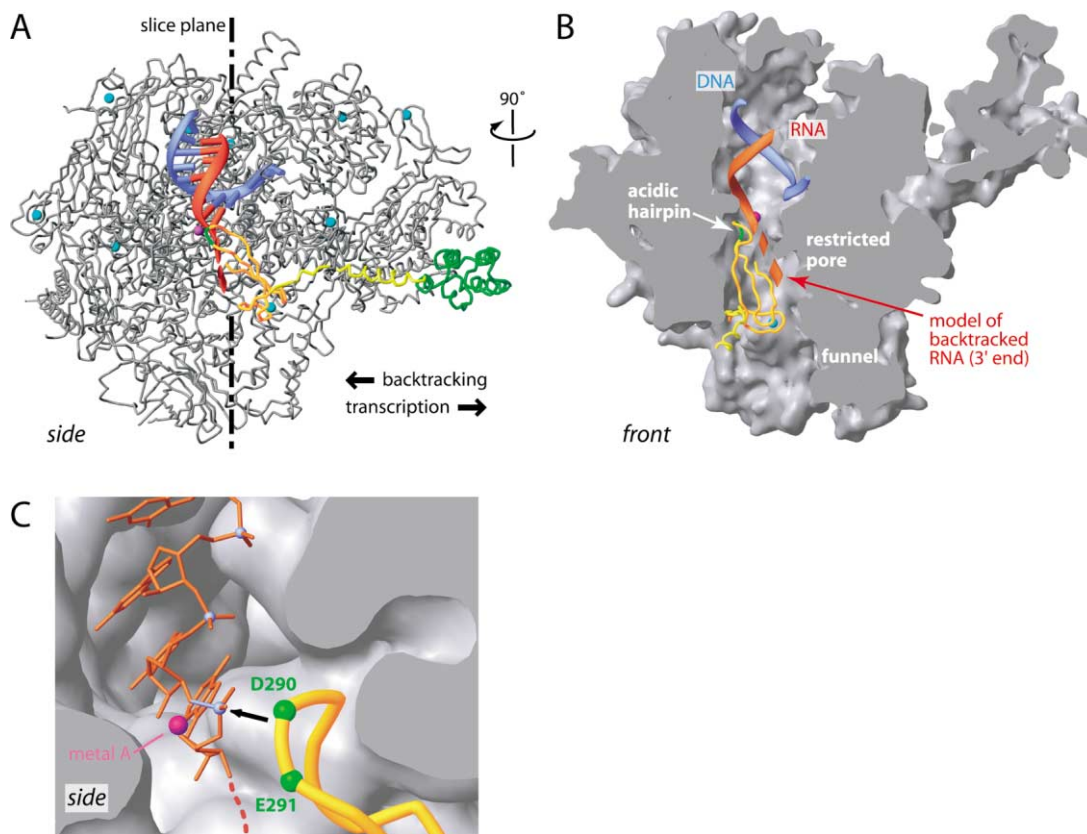 A
slice plane
90°
backtracking
transcription
side
B
DNA
RNA
acidic
hairpin
restricted
pore
funnel
model of
backtracked
RNA (3' end)
front
C
D290
metal A
E291
side